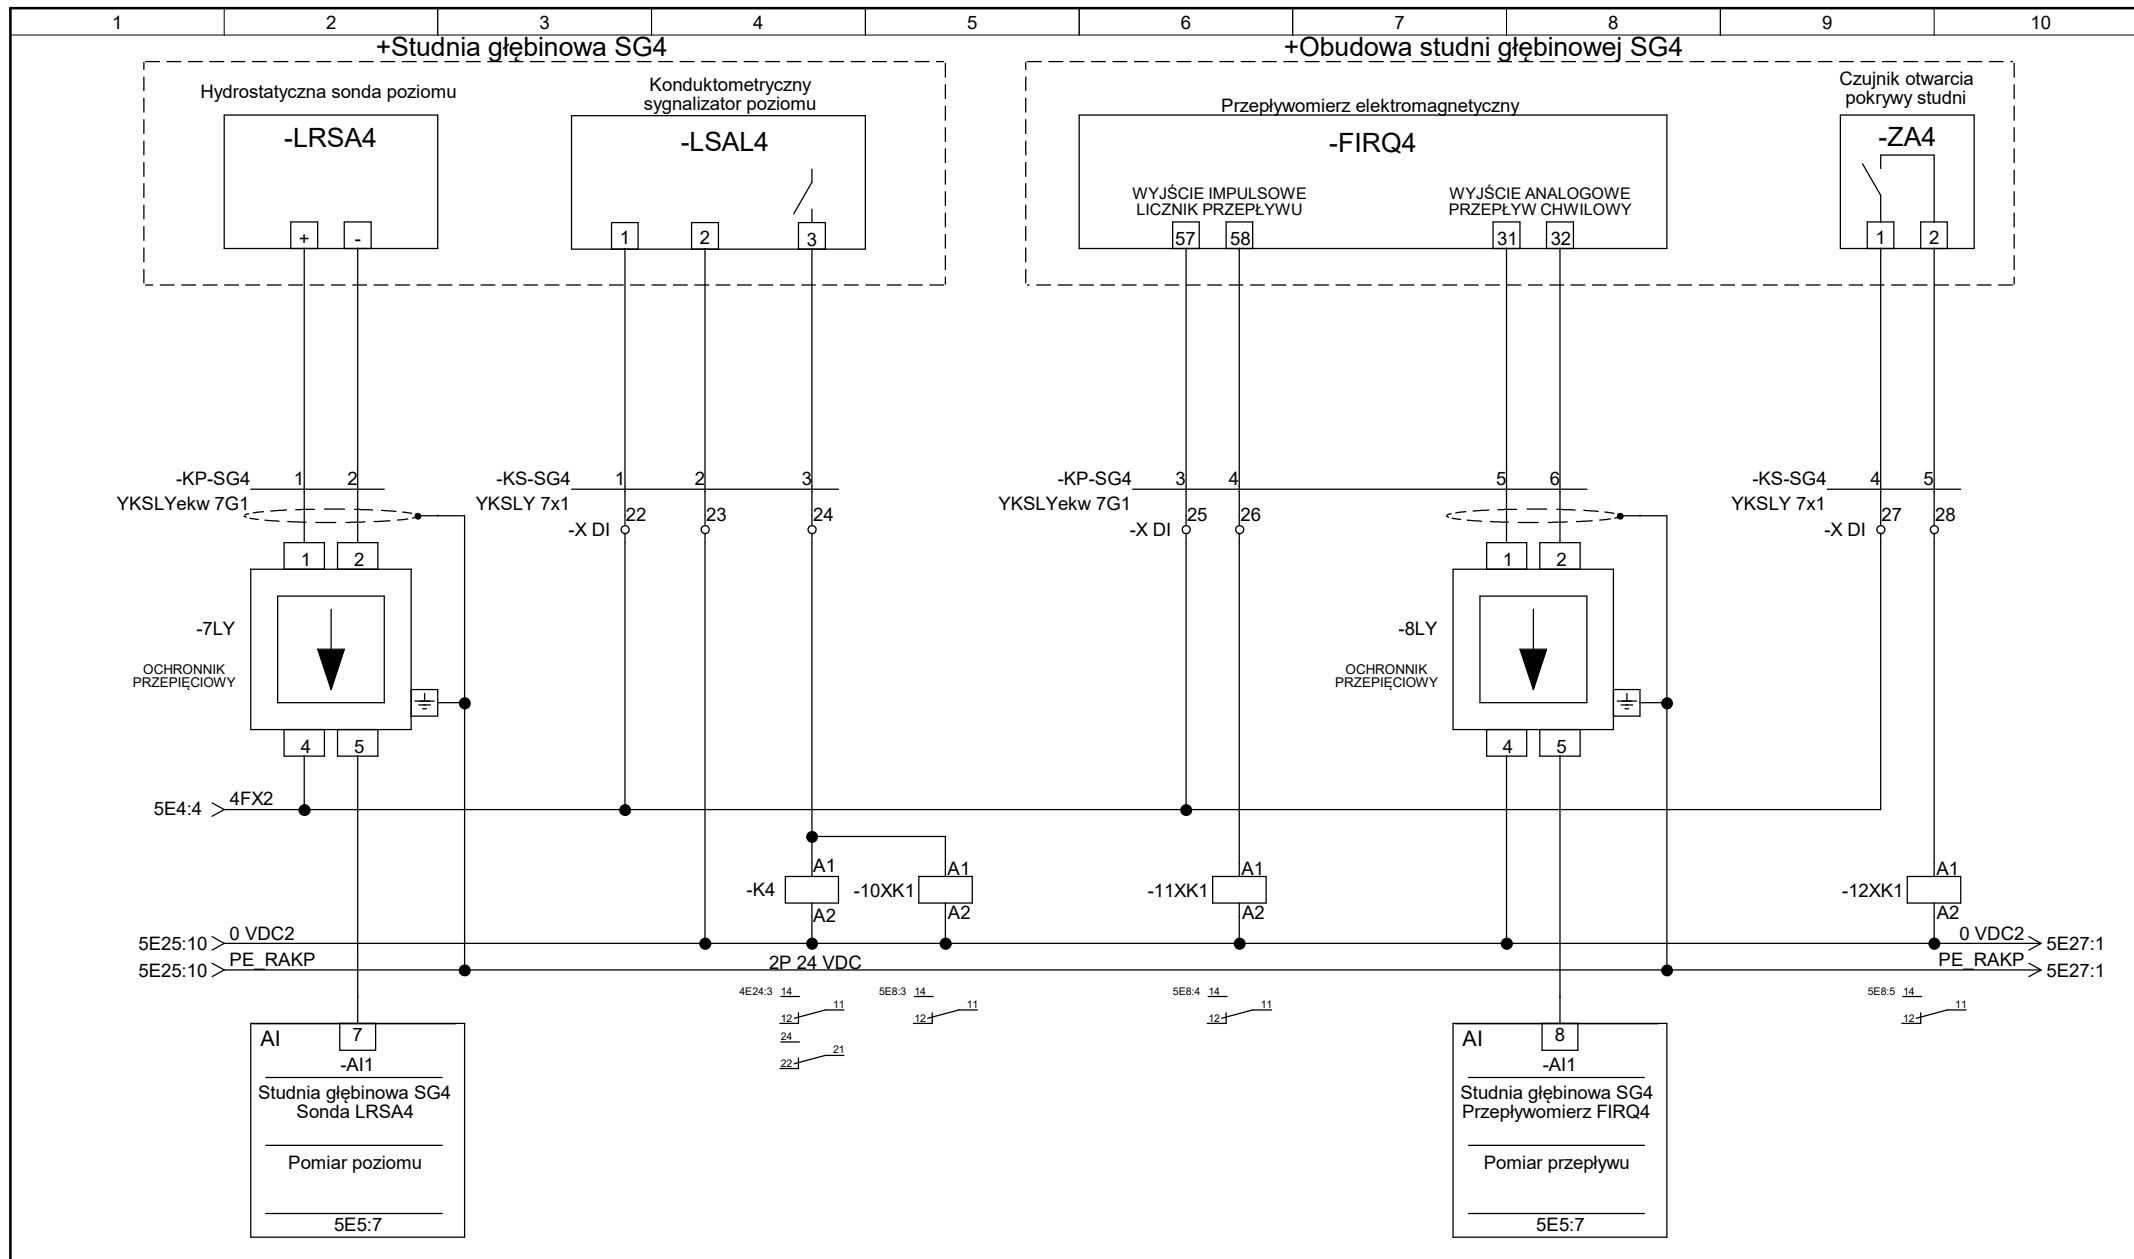 1 2 3 4 5 6 7 8 9 10
+Studnia głębinowa SG4
+Obudowa studni głębinowej SG4
Hydrostatyczna sonda poziomu
Konduktometryczny
sygnalizator poziomu
Przepływomierz elektromagnetyczny
Czujnik otwarcia
pokrywy studni
-LRSA4
-LSAL4
-FIRQ4
-ZA4
WYJŚCIE IMPULSOWE
LICZNIK PRZEPŁYWU
WYJŚCIE ANALOGOWE
PRZEPŁYW CHWILOWY
+ - 1 2 3 57 58 31 32 1 2
-KP-SG4 1 2
YKSLYekw 7G1
-KS-SG4 1 2 3
YKSLY 7x1
-X DI 22 23 24
-KP-SG4 3 4 5 6
YKSLYekw 7G1
-X DI 25 26
-KS-SG4 4 5
YKSLY 7x1
-X DI 27 28
1 2
-7LY
OCHRONNIK
PRZEPIĘCIOWY
4 5
1 2
-8LY
OCHRONNIK
PRZEPIĘCIOWY
4 5
5E4:4 4FX2
-K4 A1 A2
-10XK1 A1 A2
-11XK1 A1 A2
-12XK1 A1 A2
5E25:10 0 VDC2
0 VDC2 5E27:1
5E25:10 PE_RAKP
2P 24 VDC
PE_RAKP 5E27:1
4E24:3 14
12 11
24
22 21
5E8:3 14
12 11
5E8:4 14
12 11
5E8:5 14
12 11
AI 7
-AI1
Studnia głębinowa SG4
Sonda LRSA4
Pomiar poziomu
5E5:7
AI 8
-AI1
Studnia głębinowa SG4
Przepływomierz FIRQ4
Pomiar przepływu
5E5:7